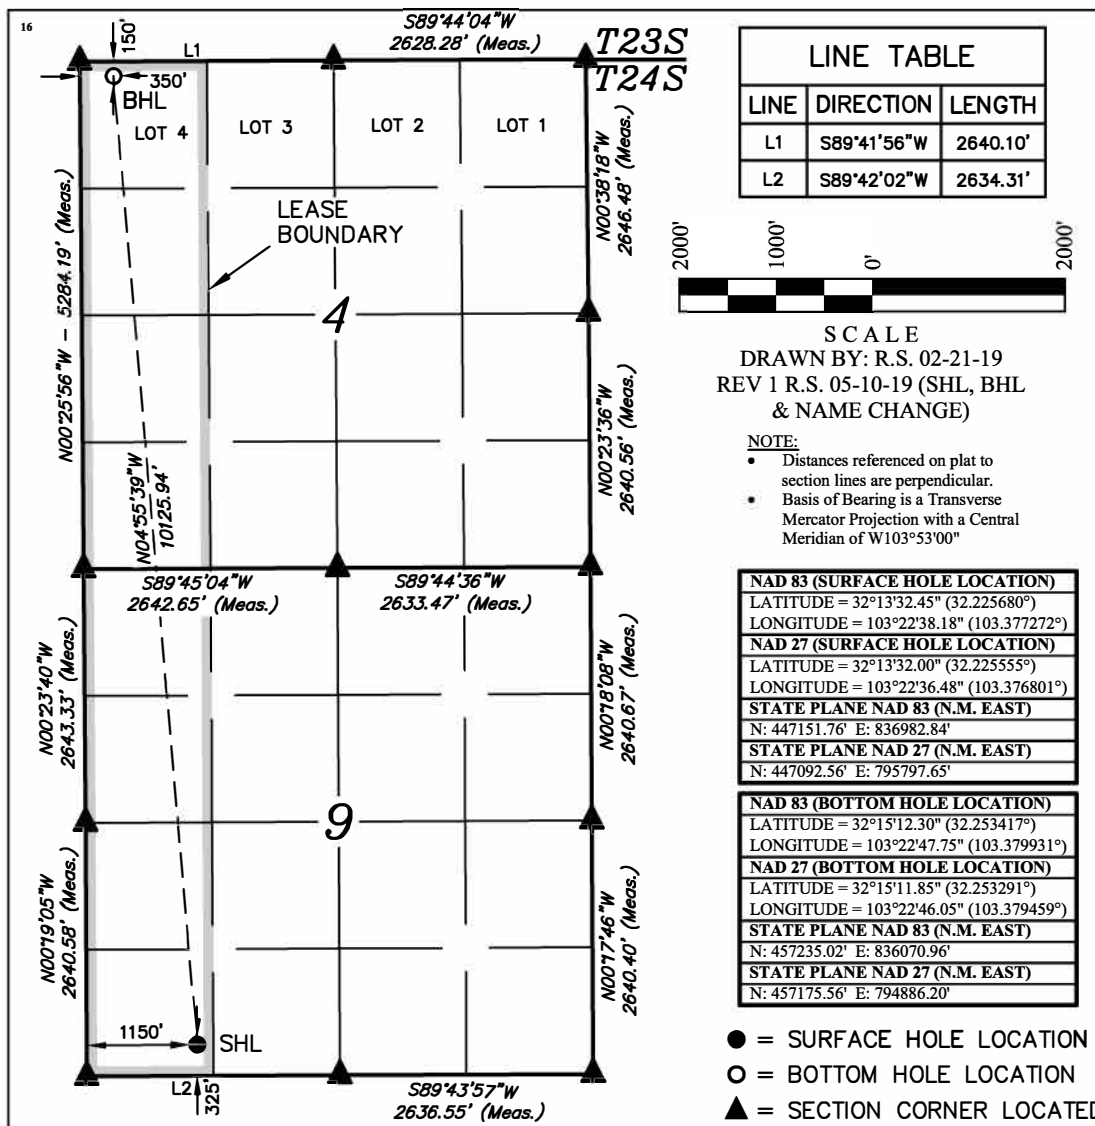 16
S89°44'04"W
2628.28' (Meas.)
150'
L1
T23S
T24S
350'
BHL
LOT 4
LOT 3
LOT 2
LOT 1
N00°38'18"W
2646.48' (Meas.)
N00°25'56"W – 5284.19' (Meas.)
LEASE
BOUNDARY
4
N00°23'36"W
2640.56' (Meas.)
N04°55'39"W
10125.94'
S89°45'04"W
2642.65' (Meas.)
S89°44'36"W
2633.47' (Meas.)
N00°23'40"W
2643.33' (Meas.)
N00°18'08"W
2640.67' (Meas.)
9
N00°19'05"W
2640.58' (Meas.)
N00°17'46"W
2640.40' (Meas.)
1150'
SHL
L2
325'
S89°43'57"W
2636.55' (Meas.)
LINE TABLE
LINE DIRECTION LENGTH
L1 S89°41'56"W 2640.10'
L2 S89°42'02"W 2634.31'
2000' 1000' 0' 2000'
S C A L E
DRAWN BY: R.S. 02-21-19
REV 1 R.S. 05-10-19 (SHL, BHL
& NAME CHANGE)
NOTE:
• Distances referenced on plat to
section lines are perpendicular.
• Basis of Bearing is a Transverse
Mercator Projection with a Central
Meridian of W103°53'00"
NAD 83 (SURFACE HOLE LOCATION)
LATITUDE = 32°13'32.45" (32.225680°)
LONGITUDE = 103°22'38.18" (103.377272°)
NAD 27 (SURFACE HOLE LOCATION)
LATITUDE = 32°13'32.00" (32.225555°)
LONGITUDE = 103°22'36.48" (103.376801°)
STATE PLANE NAD 83 (N.M. EAST)
N: 447151.76' E: 836982.84'
STATE PLANE NAD 27 (N.M. EAST)
N: 447092.56' E: 795797.65'
NAD 83 (BOTTOM HOLE LOCATION)
LATITUDE = 32°15'12.30" (32.253417°)
LONGITUDE = 103°22'47.75" (103.379931°)
NAD 27 (BOTTOM HOLE LOCATION)
LATITUDE = 32°15'11.85" (32.253291°)
LONGITUDE = 103°22'46.05" (103.379459°)
STATE PLANE NAD 83 (N.M. EAST)
N: 457235.02' E: 836070.96'
STATE PLANE NAD 27 (N.M. EAST)
N: 457175.56' E: 794886.20'
= SURFACE HOLE LOCATION
= BOTTOM HOLE LOCATION
= SECTION CORNER LOCATED